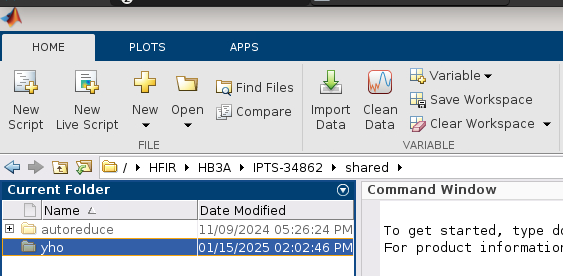 HOME PLOTS APPS
New Script
New Live Script
New
Open
Find Files
Compare
FILE
Import Data
Clean Data
Variable
Save Workspace
Clear Workspace
VARIABLE
/ HFIR HB3A IPTS-34862 shared
Current Folder
Name Date Modified
autoreduce 11/09/2024 05:26:24 PM
yho 01/15/2025 02:02:46 PM
Command Window
To get started, type do
For product information